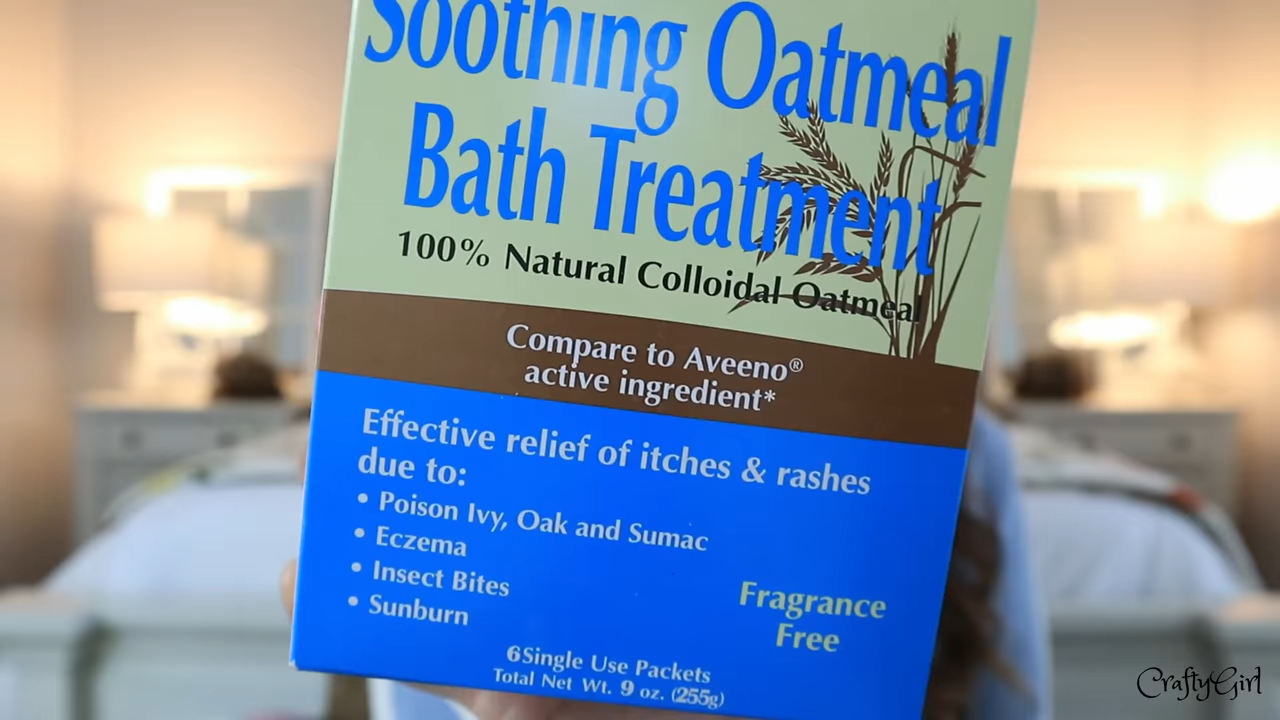 Soothing Oatmeal
Bath Treatment
100% Natural Colloidal Oatmeal
Compare to Aveeno®
active ingredient*
Effective relief of itches & rashes
due to:
• Poison Ivy, Oak and Sumac
• Eczema
• Insect Bites
• Sunburn
Fragrance
Free
6 Single Use Packets
Total Net Wt. 9 oz. (255g)
CraftyGirl